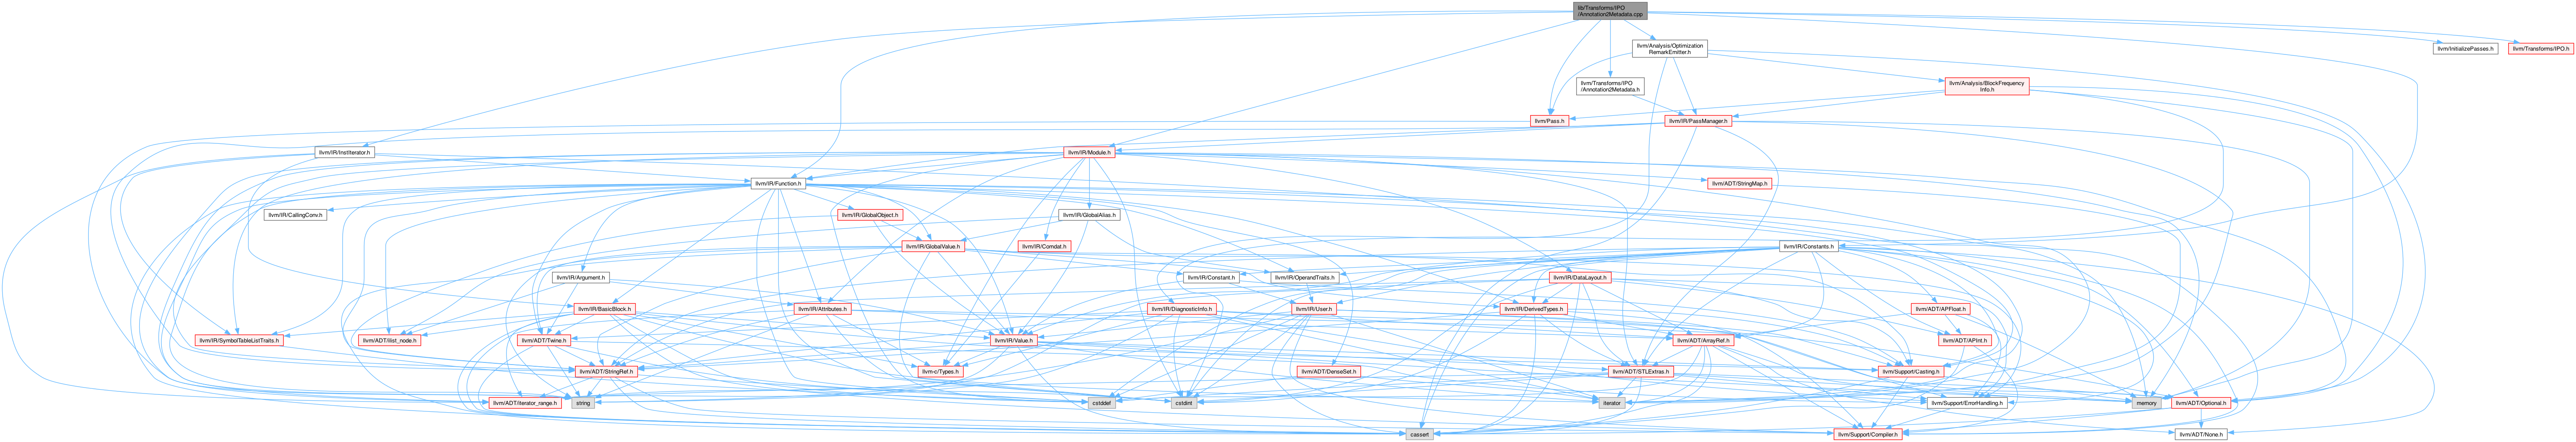 lib/Transforms/IPO
/Annotation2Metadata.cpp
llvm/Analysis/Optimization
RemarkEmitter.h
llvm/InitializePasses.h
llvm/Transforms/IPO.h
llvm/Transforms/IPO
/Annotation2Metadata.h
llvm/Analysis/BlockFrequency
Info.h
llvm/Pass.h
llvm/IR/PassManager.h
llvm/IR/InstIterator.h
llvm/IR/Module.h
llvm/IR/Function.h
llvm/ADT/StringMap.h
llvm/IR/CallingConv.h
llvm/IR/GlobalObject.h
llvm/IR/GlobalAlias.h
llvm/IR/GlobalValue.h
llvm/IR/Comdat.h
llvm/IR/Constants.h
llvm/IR/Argument.h
llvm/IR/Constant.h
llvm/IR/OperandTraits.h
llvm/IR/DataLayout.h
llvm/IR/BasicBlock.h
llvm/IR/Attributes.h
llvm/IR/DiagnosticInfo.h
llvm/IR/User.h
llvm/IR/DerivedTypes.h
llvm/ADT/APFloat.h
llvm/IR/SymbolTableListTraits.h
llvm/ADT/ilist_node.h
llvm/ADT/Twine.h
llvm/IR/Value.h
llvm/ADT/ArrayRef.h
llvm/ADT/APInt.h
llvm/ADT/StringRef.h
llvm-c/Types.h
llvm/ADT/DenseSet.h
llvm/ADT/STLExtras.h
llvm/Support/Casting.h
llvm/ADT/iterator_range.h
string
cstddef
cstdint
iterator
llvm/Support/ErrorHandling.h
memory
llvm/ADT/Optional.h
cassert
llvm/Support/Compiler.h
llvm/ADT/None.h